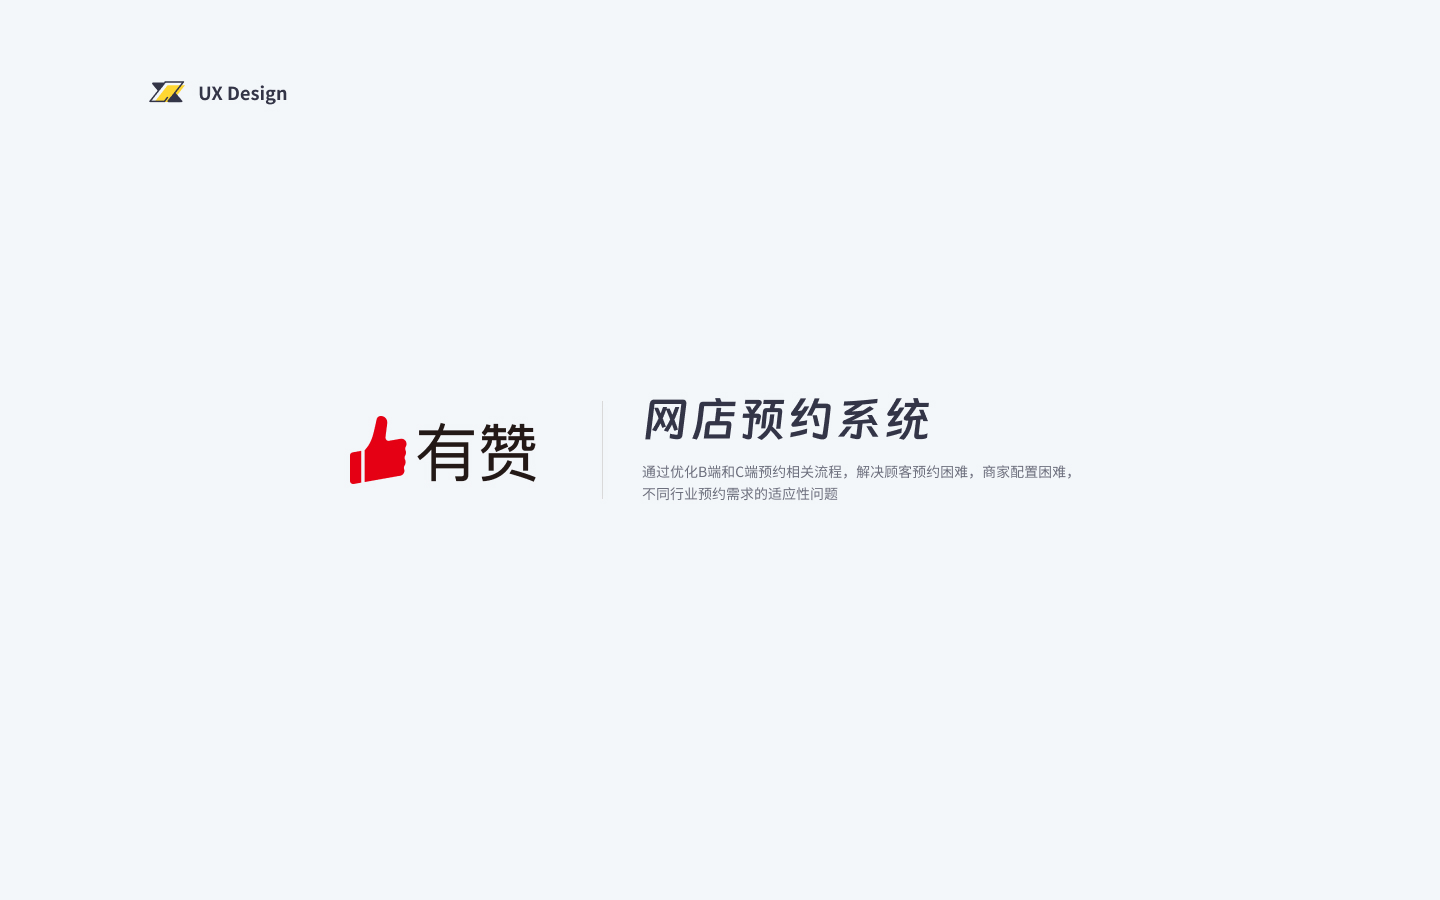 UX Design
有赞
网店预约系统
通过优化B端和C端预约相关流程，解决顾客预约困难，商家配置困难，
不同行业预约需求的适应性问题